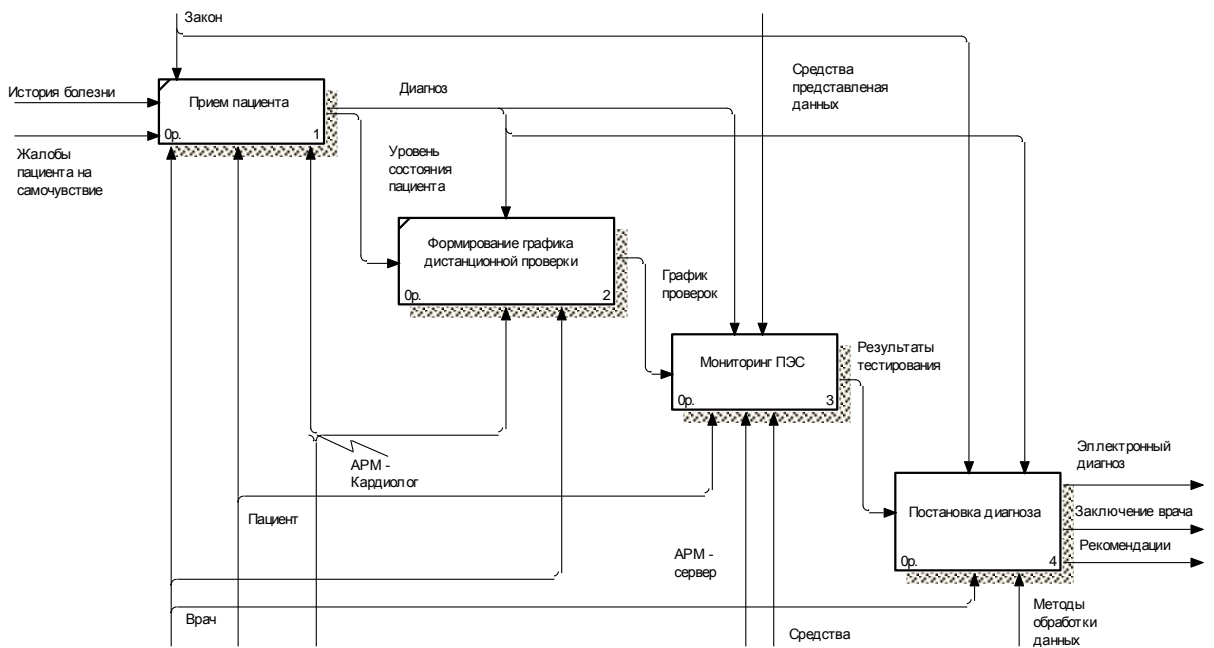 Закон
История болезни
Прием пациента
0р.
1
Жалобы
пациента на
самочувствие
Диагноз
Средства
представленая
данных
Уровень
состояния
пациента
Формирование графика
дистанционной проверки
0р.
2
График
проверок
Мониторинг ПЭС
0р.
3
Результаты
тестирования
АРМ -
Кардиолог
Пациент
Эллектронный
диагноз
Постановка диагноза
0р.
4
Заключение врача
Рекомендации
АРМ -
сервер
Врач
Средства
Методы
обработки
данных